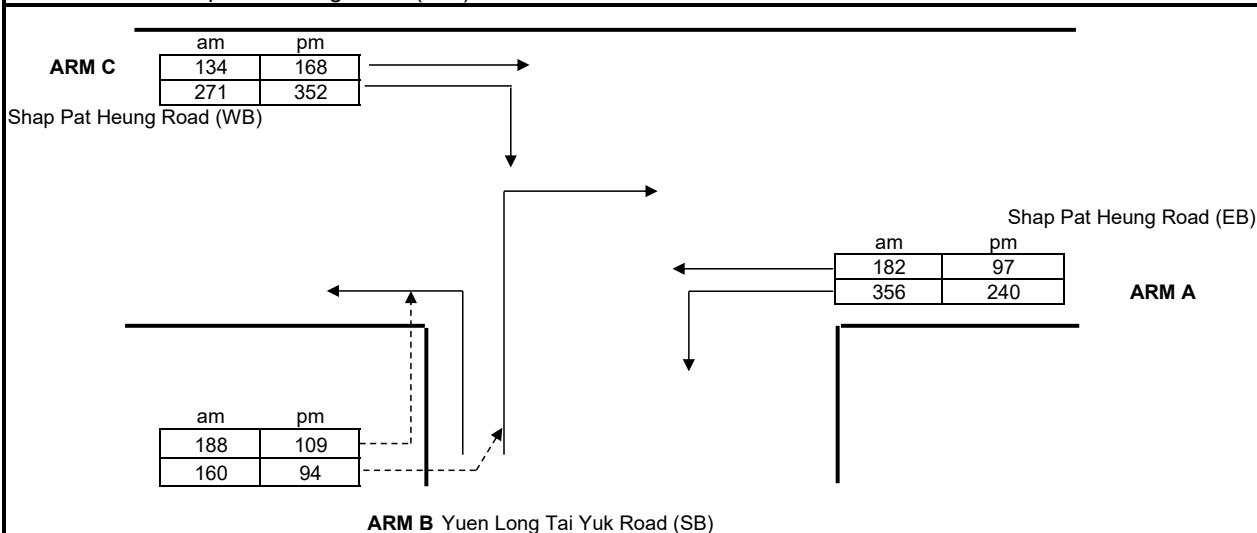 am pm
ARM C 134 168
271 352
Shap Pat Heung Road (WB)
Shap Pat Heung Road (EB)
am pm
182 97
356 240 ARM A
am pm
188 109
160 94
ARM B Yuen Long Tai Yuk Road (SB)